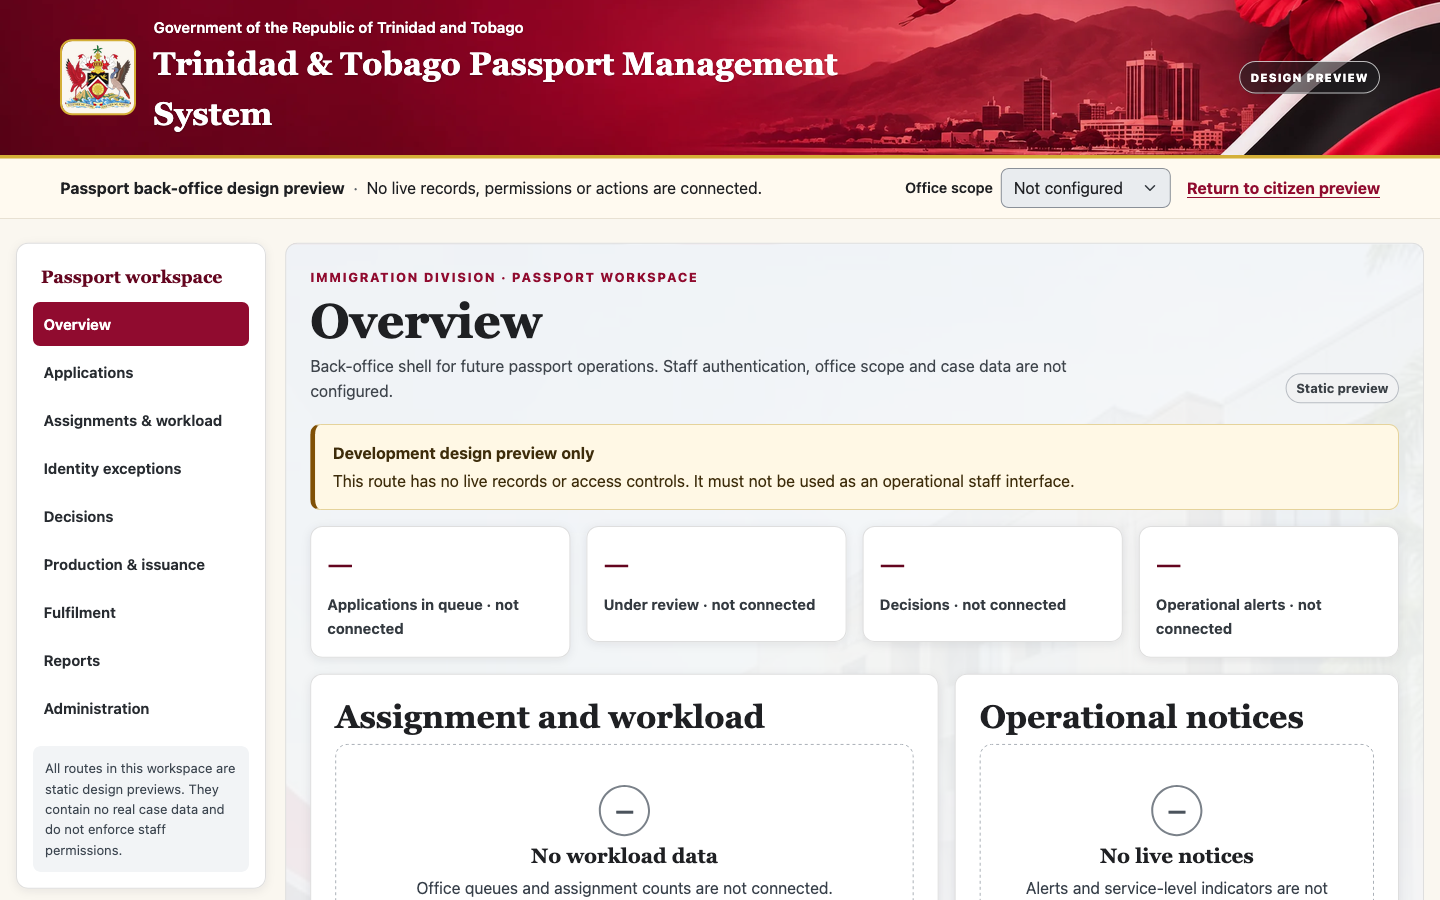 Government of the Republic of Trinidad and Tobago
Trinidad & Tobago Passport Management
System
DESIGN PREVIEW
Passport back-office design preview · No live records, permissions or actions are connected.
Office scope
Not configured
Return to citizen preview
Passport workspace
Overview
Applications
Assignments & workload
Identity exceptions
Decisions
Production & issuance
Fulfilment
Reports
Administration
All routes in this workspace are
static design previews. They
contain no real case data and
do not enforce staff
permissions.
IMMIGRATION DIVISION · PASSPORT WORKSPACE
Overview
Back-office shell for future passport operations. Staff authentication, office scope and case data are not
configured.
Static preview
Development design preview only
This route has no live records or access controls. It must not be used as an operational staff interface.
—
Applications in queue · not
connected
—
Under review · not connected
—
Decisions · not connected
—
Operational alerts · not
connected
Assignment and workload
No workload data
Office queues and assignment counts are not connected.
Operational notices
No live notices
Alerts and service-level indicators are not